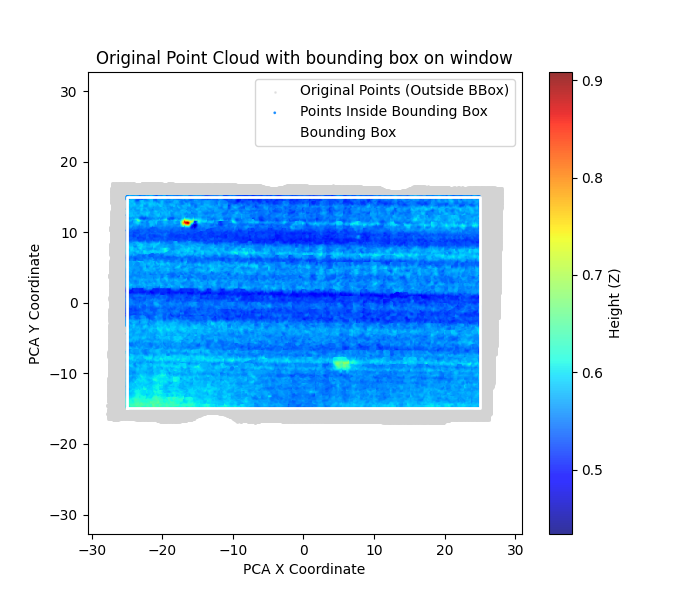 Original Point Cloud with bounding box on window
Original Points (Outside BBox)
Points Inside Bounding Box
Bounding Box
30
20
10
0
−10
−20
−30
PCA Y Coordinate
−30
−20
−10
0
10
20
30
PCA X Coordinate
0.9
0.8
0.7
0.6
0.5
Height (Z)